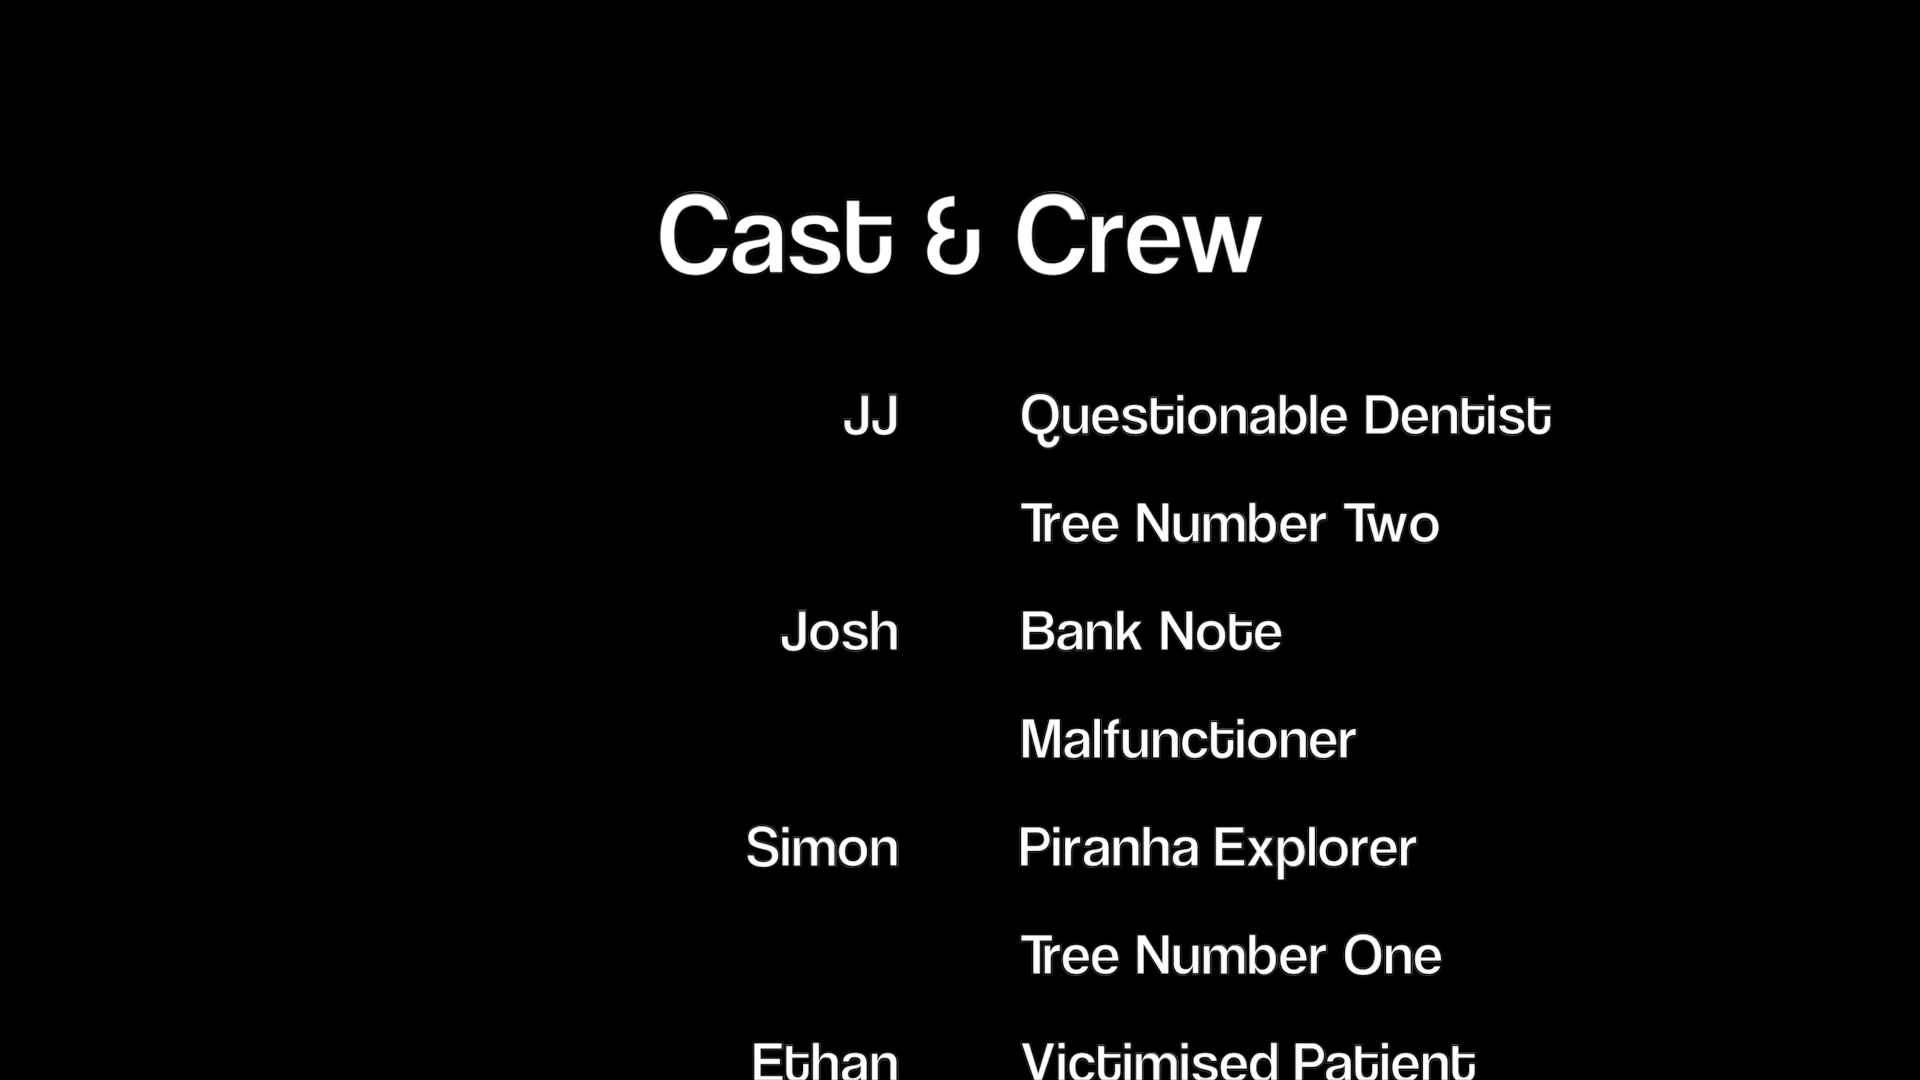 Cast & Crew
JJ Questionable Dentist
Tree Number Two
Josh Bank Note
Malfunctioner
Simon Piranha Explorer
Tree Number One
Ethan Victimised Patient